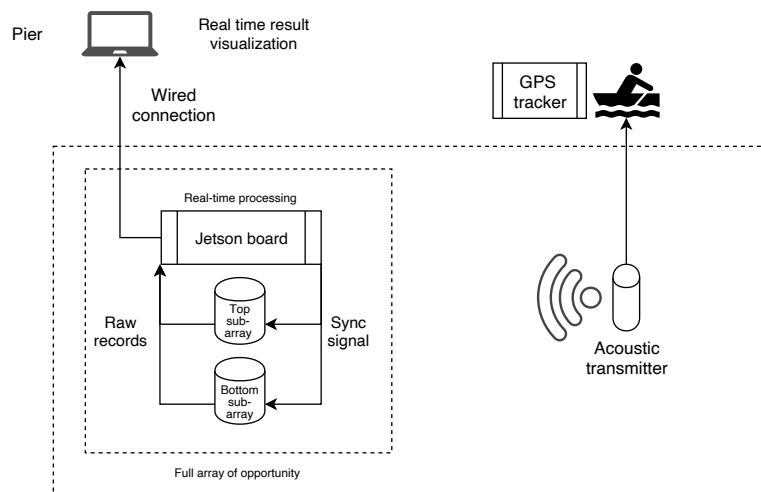 Pier
Real time result
visualization
Wired
connection
GPS
tracker
Real-time processing
Jetson board
Top
sub-
array
Raw
records
Sync
signal
Bottom
sub-
array
Acoustic
transmitter
Full array of opportunity